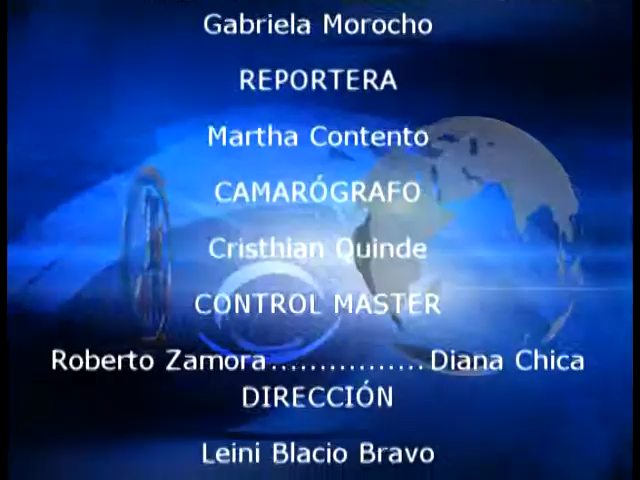 Gabriela Morocho
REPORTERA
Martha Contento
CAMARÓGRAFO
Cristhian Quinde
CONTROL MASTER
Roberto Zamora................Diana Chica
DIRECCIÓN
Leini Blacio Bravo